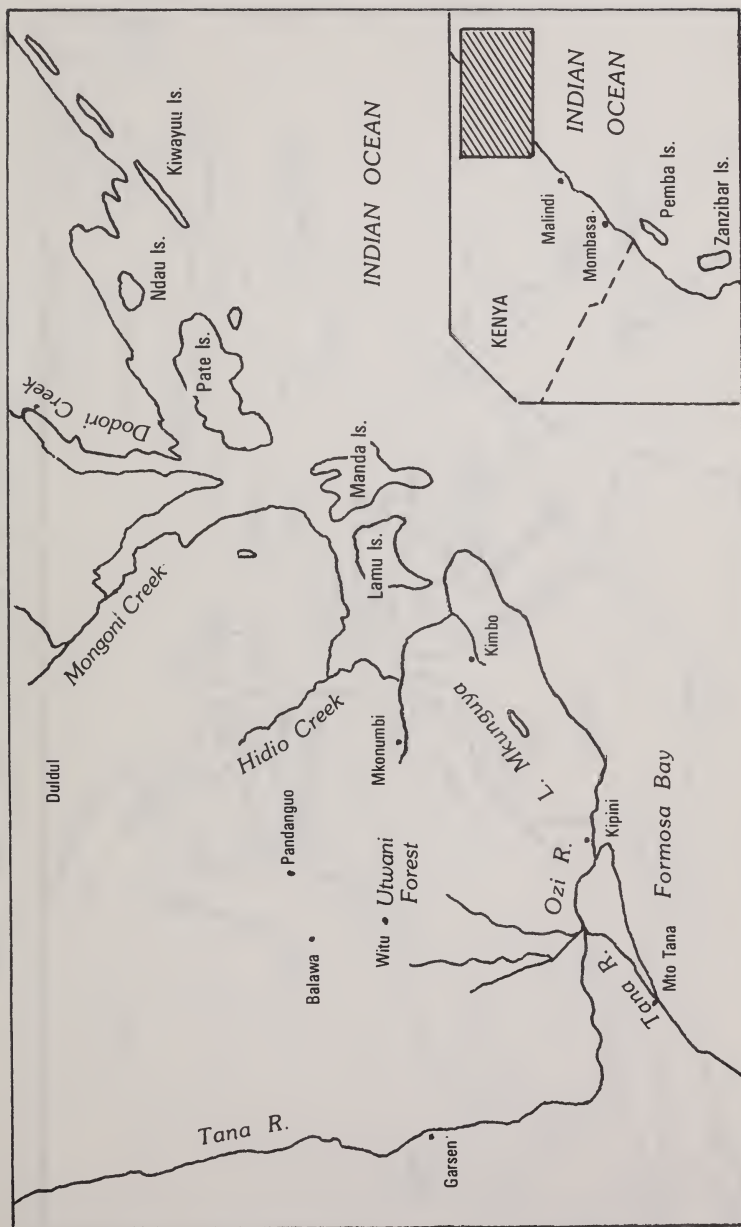 Kiwayuu Is.
Ndau Is.
Pate Is.
Dodori Creek
Manda Is.
Lamu Is.
INDIAN OCEAN
Mongoni Creek
Hidio Creek
Duldul
Pandanguo
Mkonumbi
Kimbo
L. Mkunguya
Balawa
Witu
Utwani
Forest
Ozi R.
Kipini
Formosa Bay
Tana R.
Mto Tana
Tana R.
Garsen
KENYA
Malindi
Mombasa
INDIAN
OCEAN
Pemba Is.
Zanzibar Is.